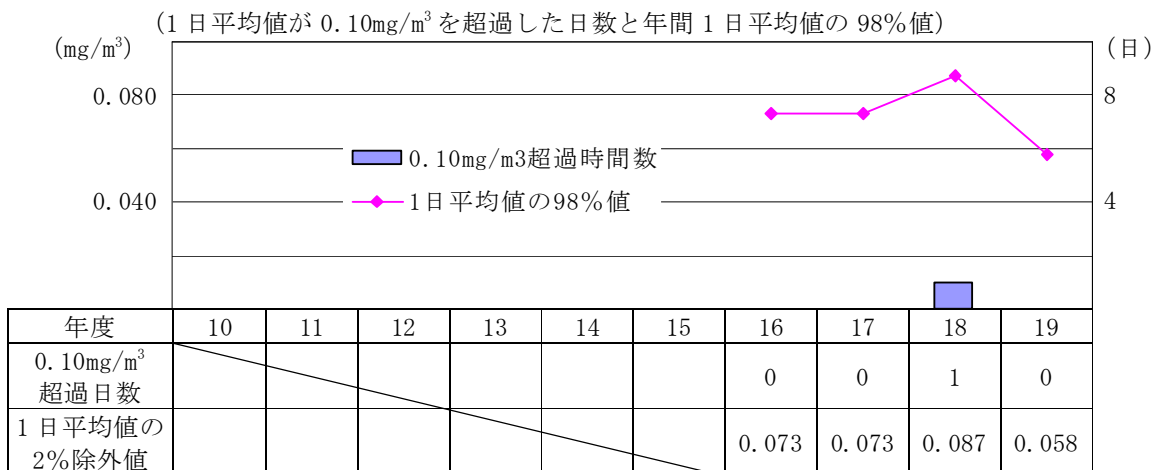 (1日平均値が 0.10mg/m³を超過した日数と年間1日平均値の 98%値)
(mg/m³) (日)
0.080 8
0.10mg/m3超過時間数
0.040 1日平均値の98%値 4
年度 10 11 12 13 14 15 16 17 18 19
0.10mg/m³
超過日数 0 0 1 0
1日平均値の
2%除外値 0.073 0.073 0.087 0.058